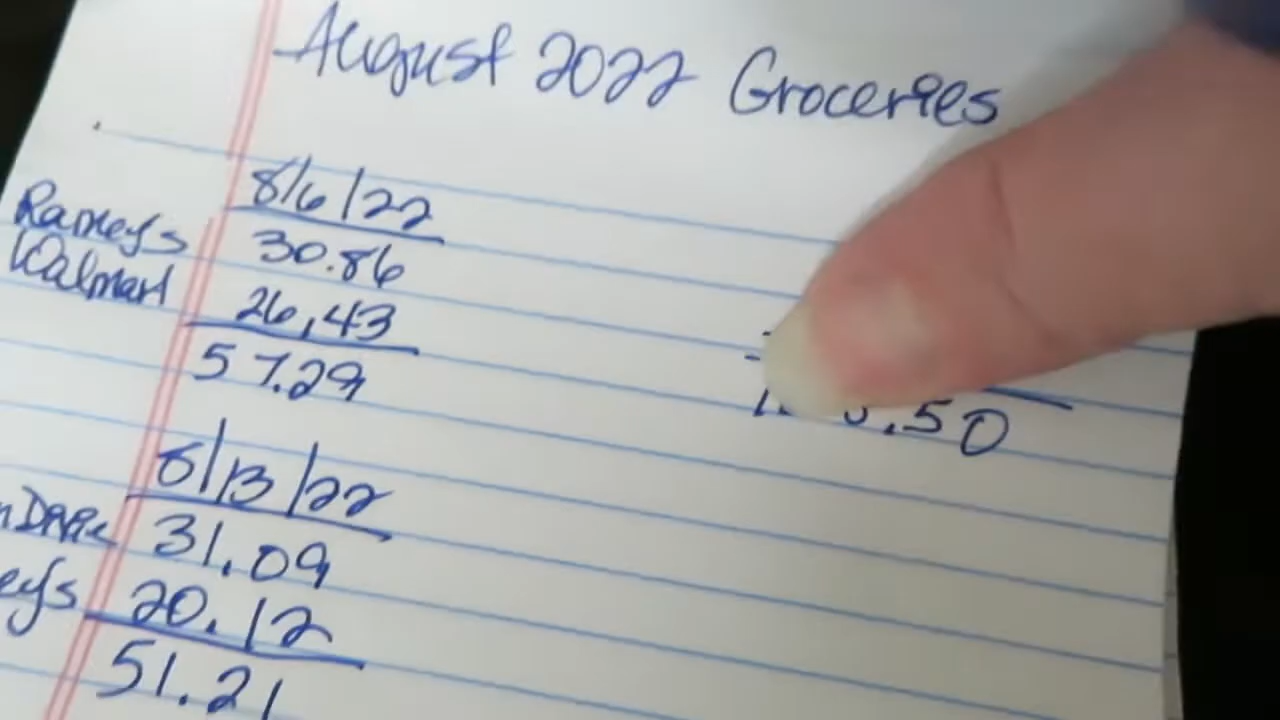 August 2022 Groceries
8/6/22
Rameys 30.86
Walmart 26,43
57.29
8/13/22
31.09
20.12
51.21